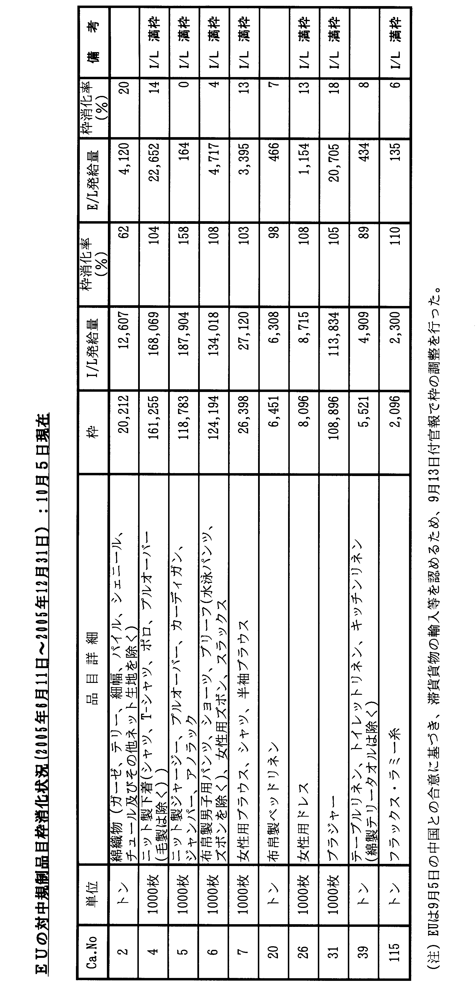 ＥＵの対中規制品目枠消化状況(2005年6月11日～2005年12月31日)：10月５日現在
Ca.No 単位 品目詳細 枠 I/L発給量 枠消化率(%) E/L発給量 枠消化率(%) 備考
2 トン 綿織物（ガーゼ、テリー、細幅、パイル、シェニール、 20,212 12,607 62 4,120 20
チュール及びその他ネット生地を除く)
4 1000枚 ニット製下着(シャツ、T-シャツ、ポロ、プルオーバー 161,255 168,069 104 22,652 14 I/L 満枠
(毛製は除く))
5 1000枚 ニット製ジャージー、プルオーバー、カーディガン、 118,783 187,904 158 164 0 I/L 満枠
ジャンパー、アノラック
6 1000枚 布帛製男子用パンツ、ショーツ、ブリーフ(水泳パンツ、 124,194 134,018 108 4,717 4 I/L 満枠
ズボンを除く)、女性用ズボン、スラックス
7 1000枚 女性用ブラウス、シャツ、半袖ブラウス 26,398 27,120 103 3,395 13 I/L 満枠
20 トン 布帛製ベッドリネン 6,451 6,308 98 466 7
26 1000枚 女性用ドレス 8,096 8,715 108 1,154 13 I/L 満枠
31 1000枚 ブラジャー 108,896 113,834 105 20,705 18 I/L 満枠
39 トン テーブルリネン、トイレットリネン、キッチンリネン 5,521 4,909 89 434 8
(綿製テリータオルは除く)
115 トン フラックス・ラミー糸 2,096 2,300 110 135 6 I/L 満枠
(注）EUは9月5日の中国との合意に基づき、滞貨貨物の輸入等を認めるため、9月13日付官報で枠の調整を行った。